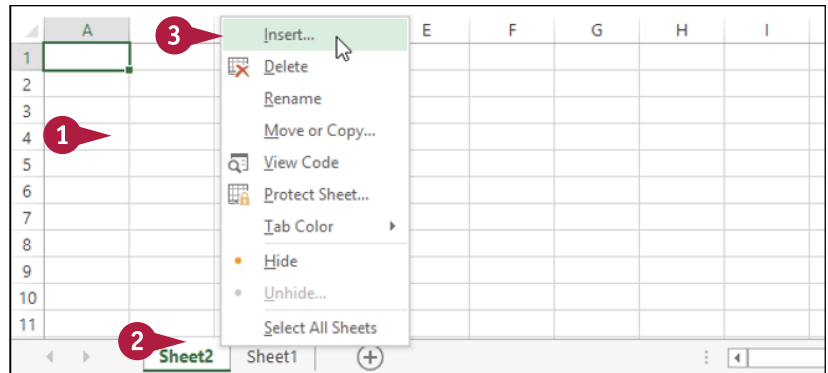 A E F G H I
3 Insert...
1
2 Delete
3 Rename
4 1 Move or Copy...
5 View Code
6 Protect Sheet...
7 Tab Color
8
9 Hide
10 Unhide...
11 Select All Sheets
2 Sheet2 Sheet1